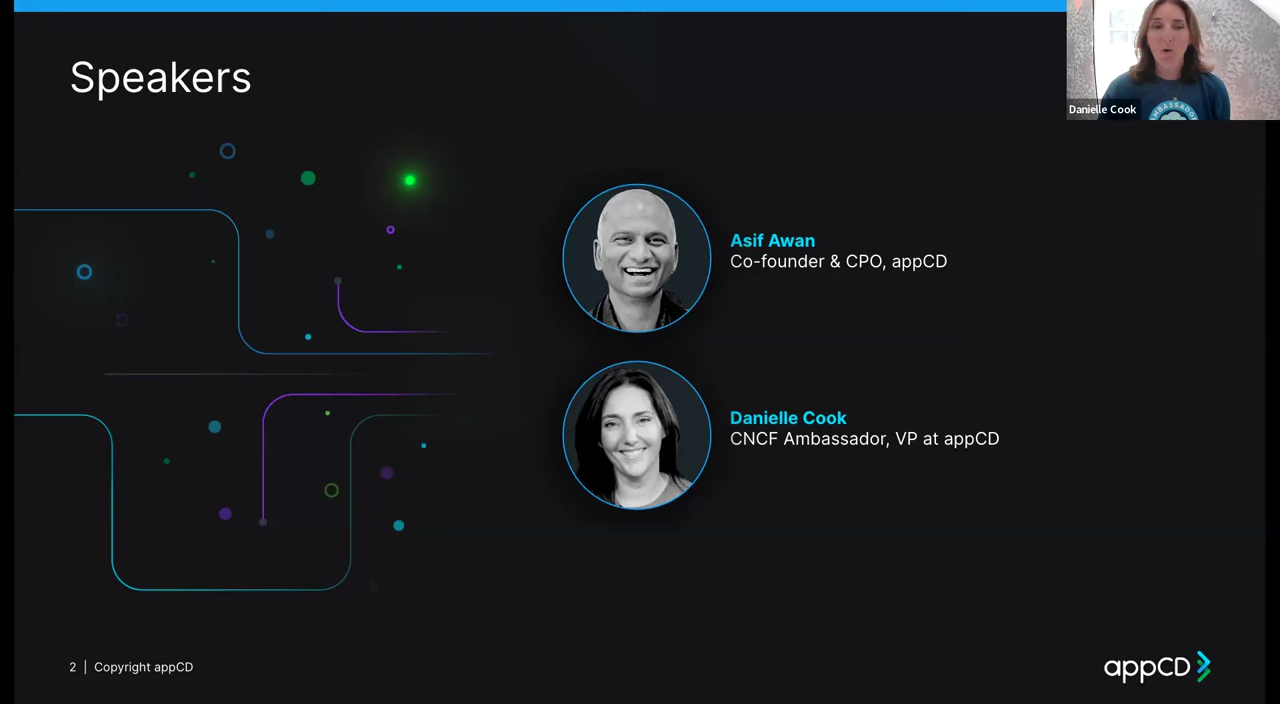 Speakers
Danielle Cook
Asif Awan
Co-founder & CPO, appCD
Danielle Cook
CNCF Ambassador, VP at appCD
2 | Copyright appCD
appCD